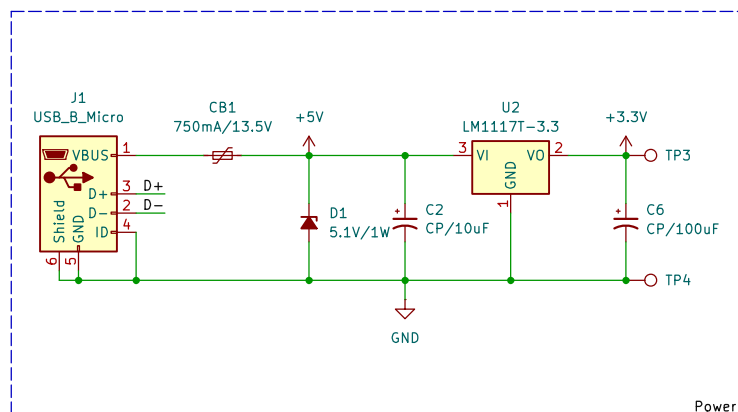 J1
USB_B_Micro
VBUS
1
D+
3
D+
D-
2
D-
ID
4
Shield
GND
6
5
CB1
750mA/13.5V
+5V
D1
5.1V/1W
C2
CP/10uF
+
U2
LM1117T-3.3
3
VI
VO
2
GND
1
+3.3V
TP3
+
C6
CP/100uF
TP4
GND
Power